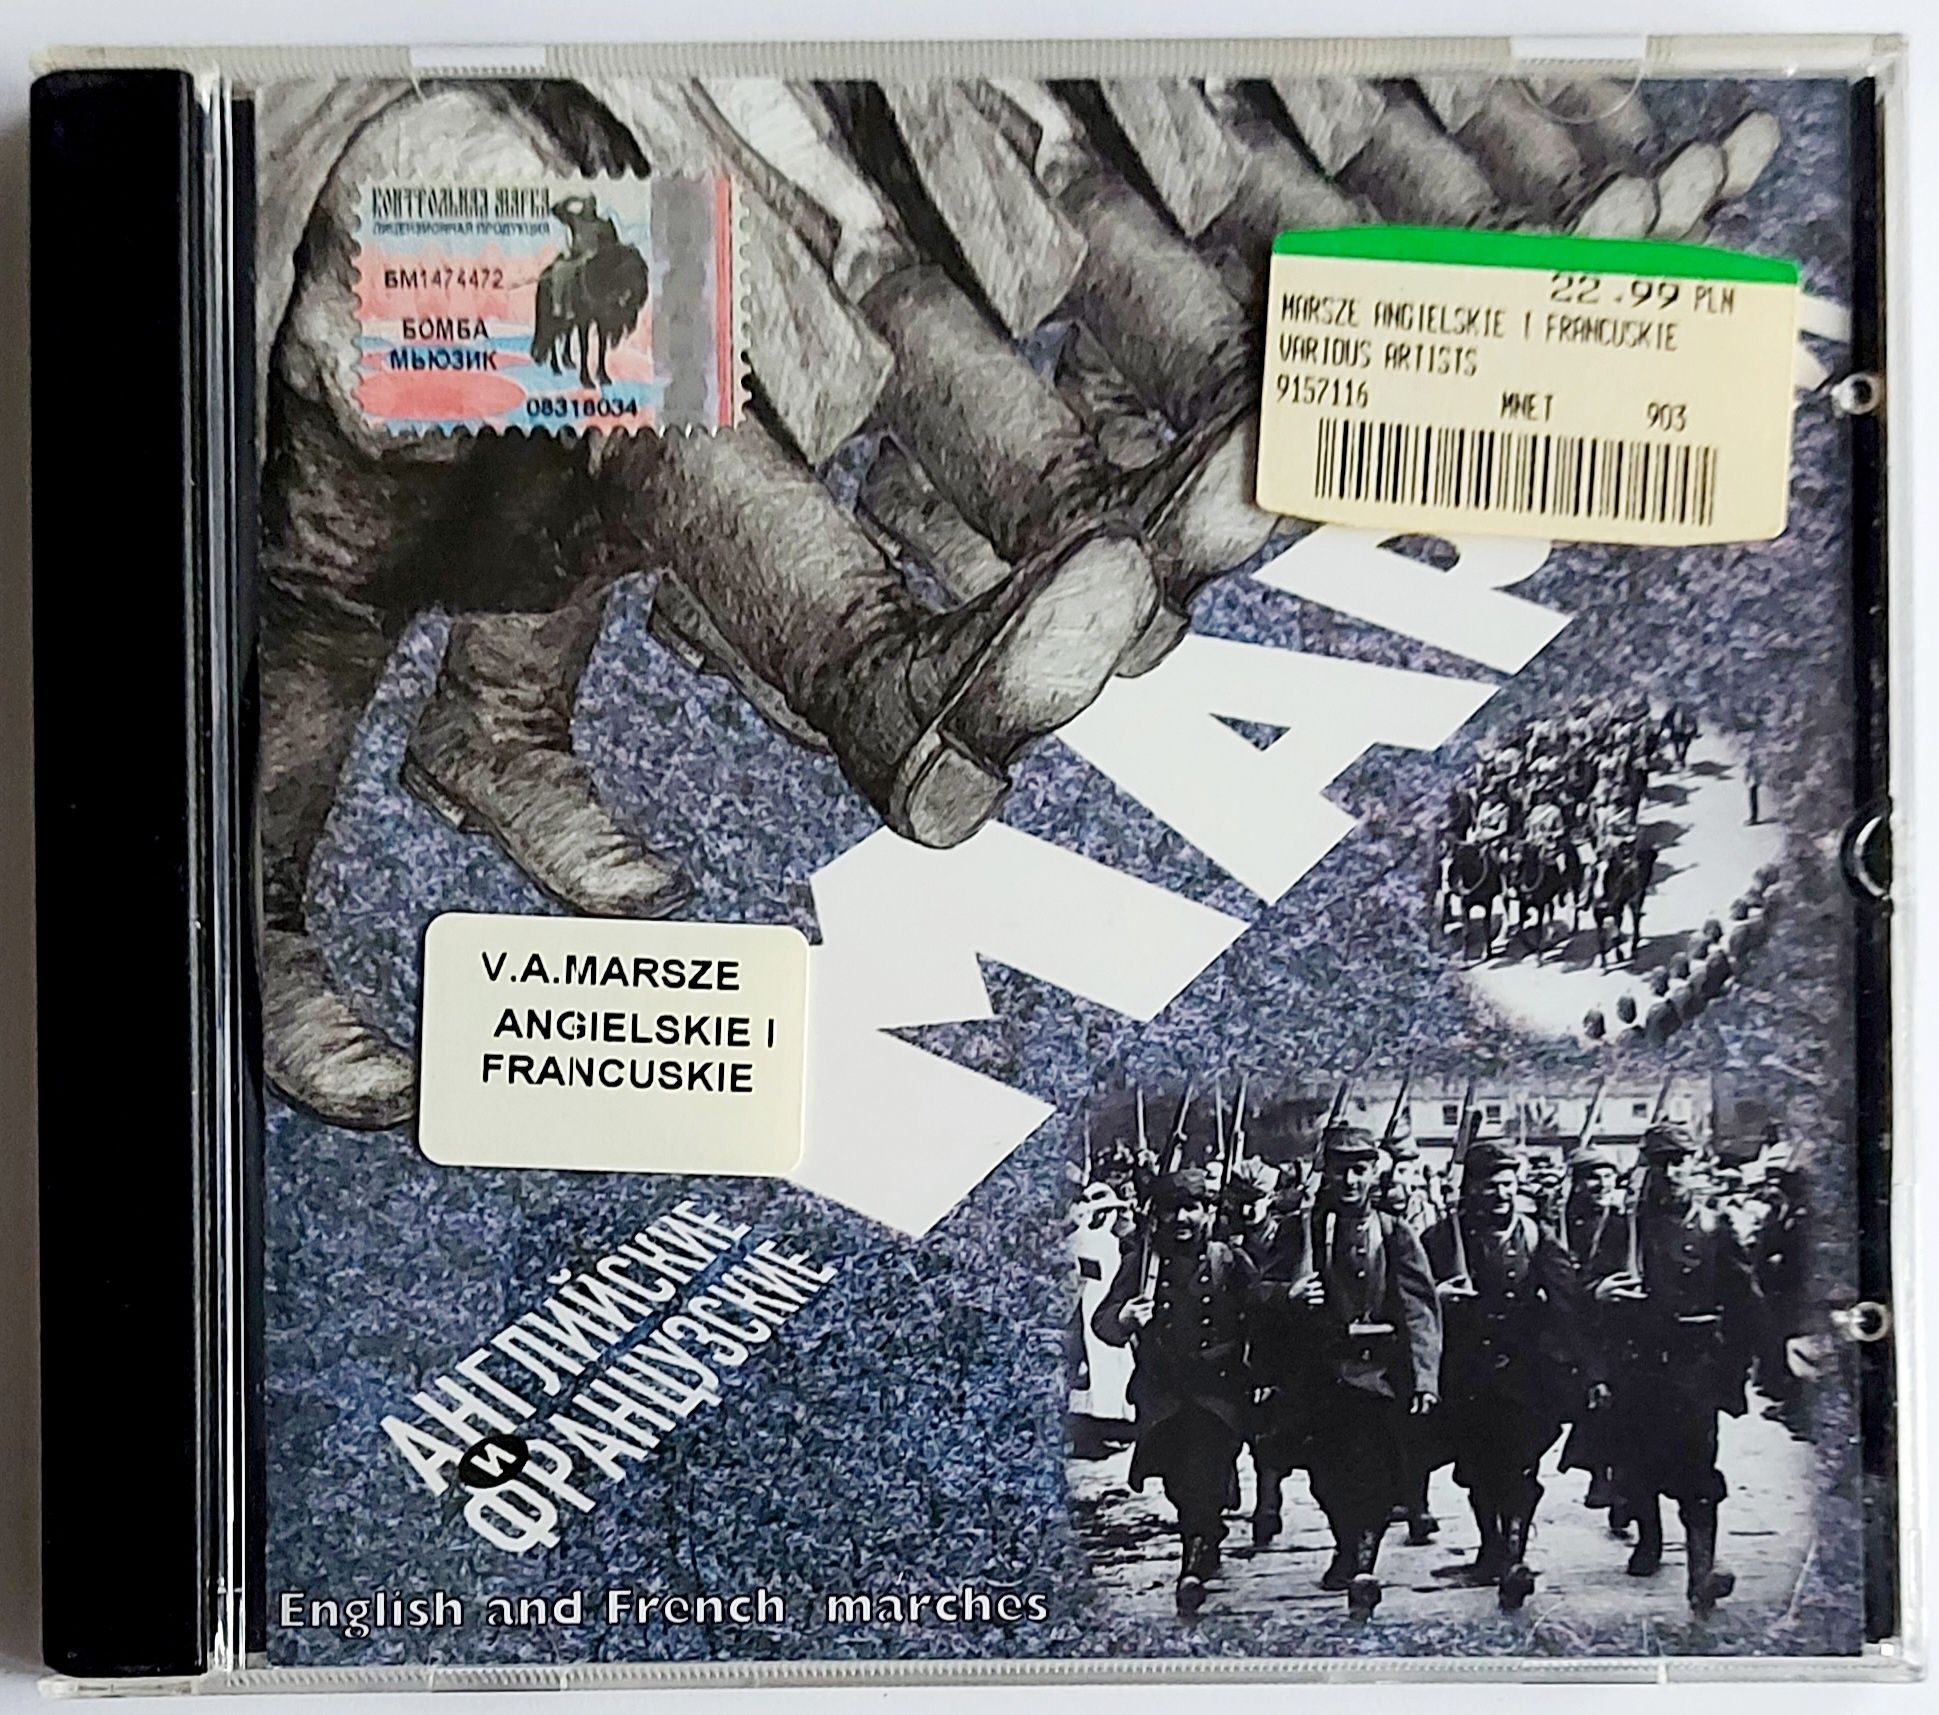 КОНТРОЛЬНАЯ МАРКА
ЛИЦЕНЗИОННАЯ ПРОДУКЦИЯ
БМ1474472
БОМБА
МЬЮЗИК
08318034
22.99 PLN
MARSZE ANGIELSKIE I FRANCUSKIE
VARIOUS ARTISTS
9157116 MNET 903
МАР
V.A.MARSZE
ANGIELSKIE I
FRANCUSKIE
АНГЛИЙСКИЕ
И
ФРАНЦУЗСКИЕ
English and French marches